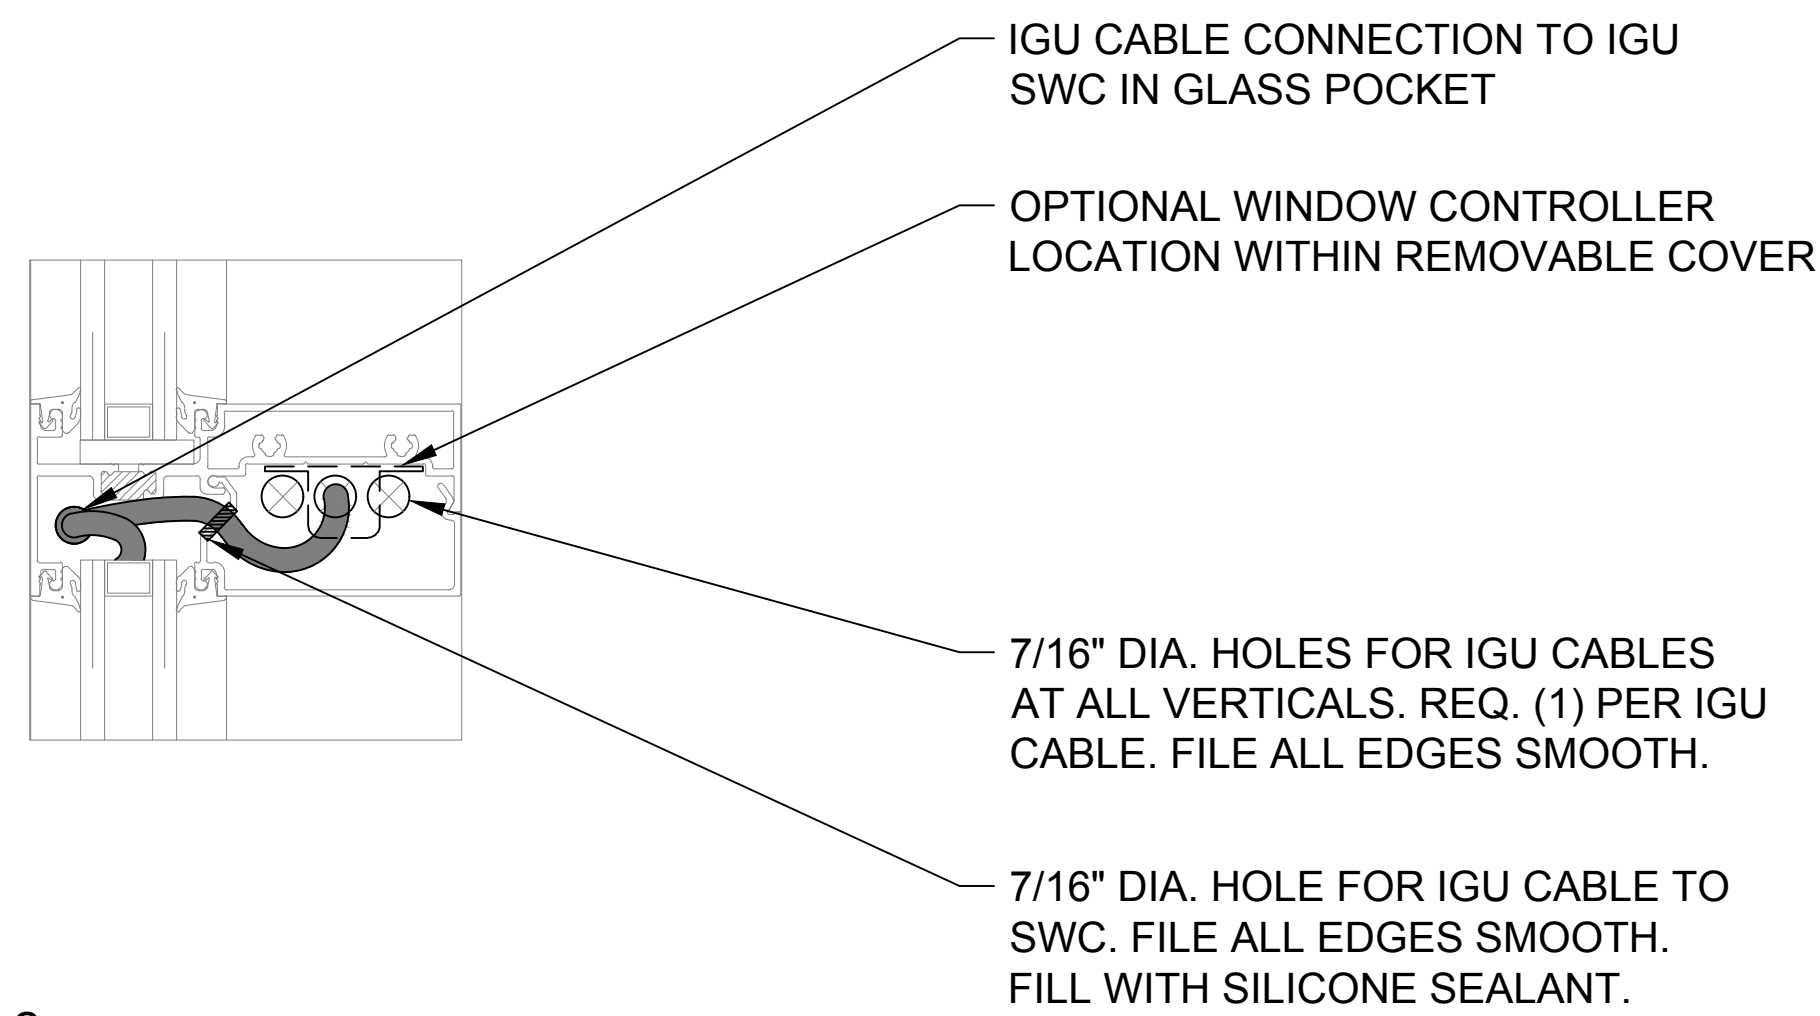 IGU CABLE CONNECTION TO IGU
SWC IN GLASS POCKET
OPTIONAL WINDOW CONTROLLER
LOCATION WITHIN REMOVABLE COVER
7/16" DIA. HOLES FOR IGU CABLES
AT ALL VERTICALS. REQ. (1) PER IGU
CABLE. FILE ALL EDGES SMOOTH.
7/16" DIA. HOLE FOR IGU CABLE TO
SWC. FILE ALL EDGES SMOOTH.
FILL WITH SILICONE SEALANT.